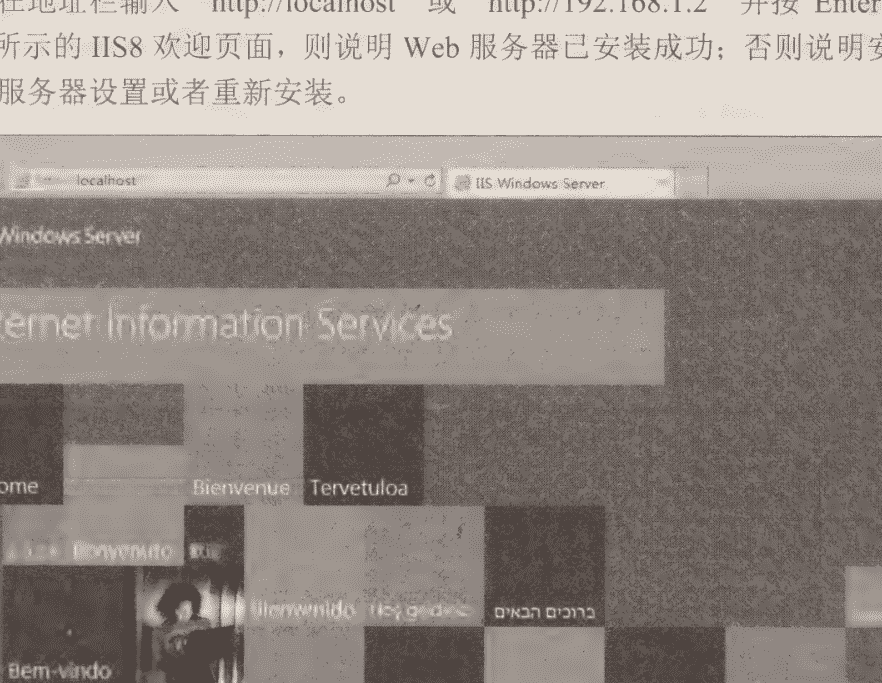 在地址栏输入“http://localhost”或“http://192.168.1.2”并按 Enter
所示的 IIS8 欢迎页面，则说明 Web 服务器已安装成功；否则说明安
服务器设置或者重新安装。
localhost
IIS Windows Server
Windows Server
ternet Information Services
ome
Bienvenue
Tervetuloa
Benvenuto
ברוכים הבאים
Bem-vindo